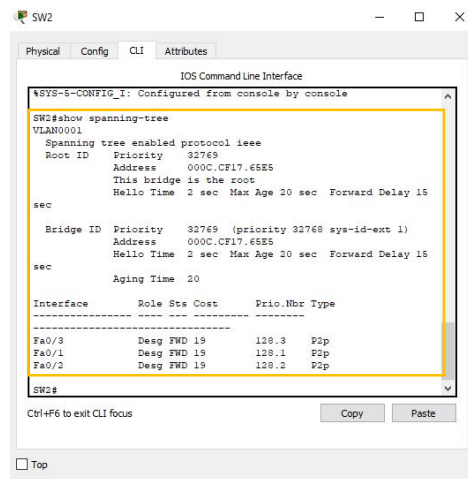 SW2
Physical Config CLI Attributes
IOS Command Line Interface
%SYS-5-CONFIG_I: Configured from console by console
SW2#show spanning-tree
VLAN0001
  Spanning tree enabled protocol ieee
  Root ID    Priority    32769
             Address     000C.CF17.65E5
             This bridge is the root
             Hello Time  2 sec  Max Age 20 sec  Forward Delay 15
sec
  Bridge ID  Priority    32769  (priority 32768 sys-id-ext 1)
             Address     000C.CF17.65E5
             Hello Time  2 sec  Max Age 20 sec  Forward Delay 15
sec
             Aging Time  20
Interface        Role Sts Cost      Prio.Nbr Type
---------------- ---- --- --------- --------
--------------------------------
Fa0/3            Desg FWD 19        128.3    P2p
Fa0/1            Desg FWD 19        128.1    P2p
Fa0/2            Desg FWD 19        128.2    P2p
SW2#
Ctrl+F6 to exit CLI focus Copy Paste
Top